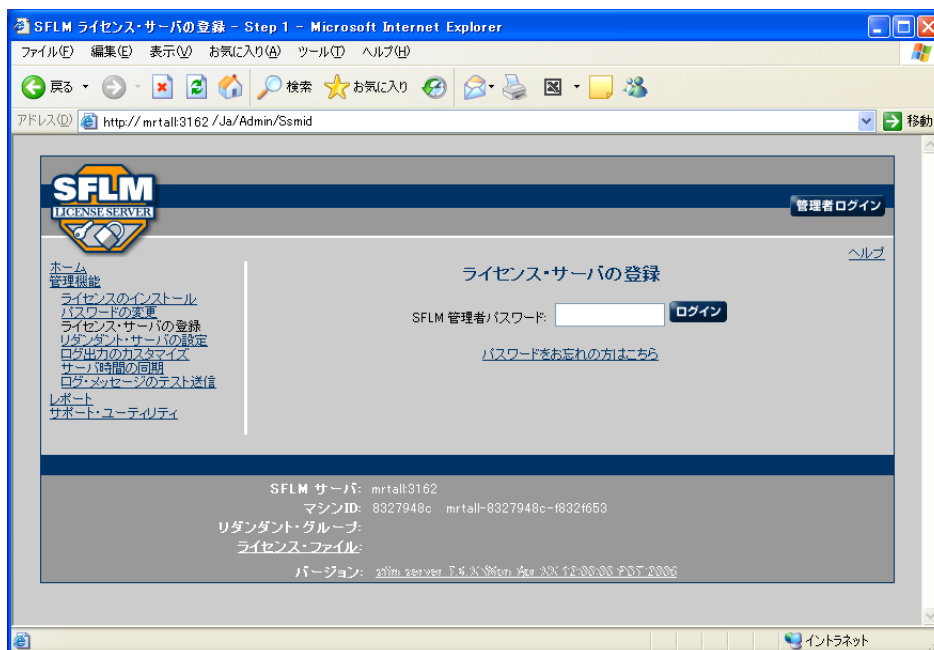 SFLM ライセンス・サーバの登録 - Step 1 - Microsoft Internet Explorer
ファイル(F) 編集(E) 表示(V) お気に入り(A) ツール(T) ヘルプ(H)
戻る 検索 お気に入り
アドレス(D) http://mrtall:3162/Ja/Admin/Ssmid 移動
SFLM
LICENSE SERVER
管理者ログイン
ヘルプ
ホーム
管理機能
ライセンスのインストール
パスワードの変更
ライセンス・サーバの登録
リダンダント・サーバの設定
ログ出力のカスタマイズ
サーバ時間の同期
ログ・メッセージのテスト送信
レポート
サポート・ユーティリティ
ライセンス・サーバの登録
SFLM 管理者パスワード: ログイン
パスワードをお忘れの方はこちら
SFLM サーバ: mrtall:3162
マシンID: 8327948c mrtall-8327948c-f832f653
リダンダント・グループ:
ライセンス・ファイル:
バージョン: sflm server
イントラネット